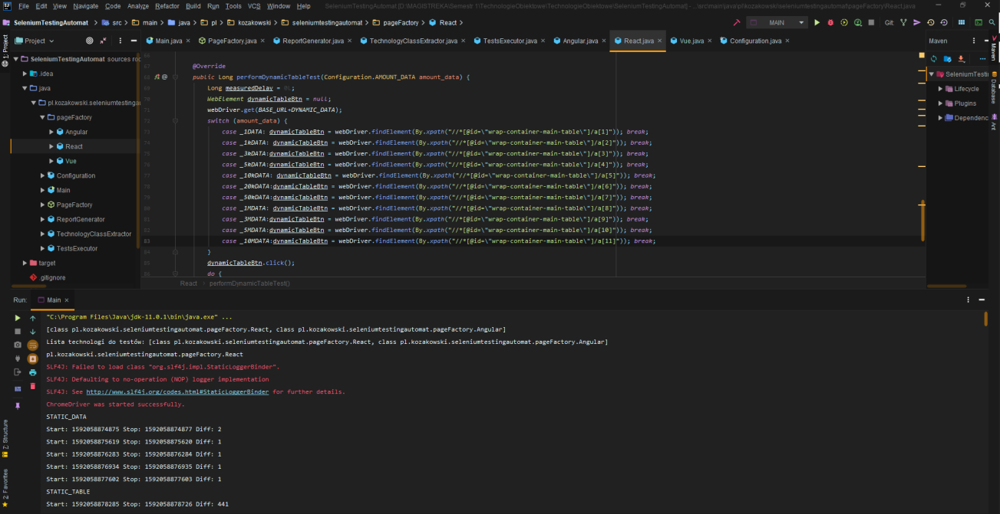 File Edit View Navigate Code Analyze Refactor Build Run Tools VCS Window Help SeleniumTestingAutomat [D:\MAGISTREKA\Semestr 1\TechnologieObiektowe\TechnologieObiektowe\SeleniumTestingAutomat] - ...\src\main\java\pl\kozakowski\seleniumtestingautomat\pageFactory\React.java
SeleniumTestingAutomat src main java pl kozakowski seleniumtestingautomat pageFactory React MAIN Git:
Project Main.java PageFactory.java ReportGenerator.java TechnologyClassExtractor.java TestsExecutor.java Angular.java React.java Vue.java Configuration.java Maven
1: Project
SeleniumTestingAutomat sources roo
.idea
java
pl.kozakowski.seleniumtestingau
pageFactory
Angular
React
Vue
Configuration
Main
PageFactory
ReportGenerator
TechnologyClassExtractor
TestsExecutor
target
.gitignore
66
67 @Override
68 public Long performDynamicTableTest(Configuration.AMOUNT_DATA amount_data) {
69 Long measuredDelay = 0L;
70 WebElement dynamicTableBtn = null;
71 webDriver.get(BASE_URL+DYNAMIC_DATA);
72 switch (amount_data) {
73 case _1DATA: dynamicTableBtn = webDriver.findElement(By.xpath("//*[@id=\"wrap-container-main-table\"]/a[1]")); break;
74 case _1kDATA: dynamicTableBtn = webDriver.findElement(By.xpath("//*[@id=\"wrap-container-main-table\"]/a[2]")); break;
75 case _3kDATA:dynamicTableBtn = webDriver.findElement(By.xpath("//*[@id=\"wrap-container-main-table\"]/a[3]")); break;
76 case _5kDATA:dynamicTableBtn = webDriver.findElement(By.xpath("//*[@id=\"wrap-container-main-table\"]/a[4]")); break;
77 case _10kDATA: dynamicTableBtn = webDriver.findElement(By.xpath("//*[@id=\"wrap-container-main-table\"]/a[5]")); break;
78 case _20kDATA:dynamicTableBtn = webDriver.findElement(By.xpath("//*[@id=\"wrap-container-main-table\"]/a[6]")); break;
79 case _50kDATA:dynamicTableBtn = webDriver.findElement(By.xpath("//*[@id=\"wrap-container-main-table\"]/a[7]")); break;
80 case _1MDATA: dynamicTableBtn = webDriver.findElement(By.xpath("//*[@id=\"wrap-container-main-table\"]/a[8]")); break;
81 case _3MDATA:dynamicTableBtn = webDriver.findElement(By.xpath("//*[@id=\"wrap-container-main-table\"]/a[9]")); break;
82 case _5MDATA:dynamicTableBtn = webDriver.findElement(By.xpath("//*[@id=\"wrap-container-main-table\"]/a[10]")); break;
83 case _10MDATA:dynamicTableBtn = webDriver.findElement(By.xpath("//*[@id=\"wrap-container-main-table\"]/a[11]")); break;
84 }
85 dynamicTableBtn.click();
86 do {
React performDynamicTableTest()
SeleniumTestin
Lifecycle
Plugins
Dependenc
Maven
Database
Ant
Run: Main
"C:\Program Files\Java\jdk-11.0.1\bin\java.exe" ...
[class pl.kozakowski.seleniumtestingautomat.pageFactory.React, class pl.kozakowski.seleniumtestingautomat.pageFactory.Angular]
Lista technologi do testów: [class pl.kozakowski.seleniumtestingautomat.pageFactory.React, class pl.kozakowski.seleniumtestingautomat.pageFactory.Angular]
pl.kozakowski.seleniumtestingautomat.pageFactory.React
SLF4J: Failed to load class "org.slf4j.impl.StaticLoggerBinder".
SLF4J: Defaulting to no-operation (NOP) logger implementation
SLF4J: See http://www.slf4j.org/codes.html#StaticLoggerBinder for further details.
ChromeDriver was started successfully.
STATIC_DATA
Start: 1592058874875 Stop: 1592058874877 Diff: 2
Start: 1592058875619 Stop: 1592058875620 Diff: 1
Start: 1592058876283 Stop: 1592058876284 Diff: 1
Start: 1592058876934 Stop: 1592058876935 Diff: 1
Start: 1592058877602 Stop: 1592058877603 Diff: 1
STATIC_TABLE
Start: 1592058878285 Stop: 1592058878726 Diff: 441
Z: Structure
2: Favorites